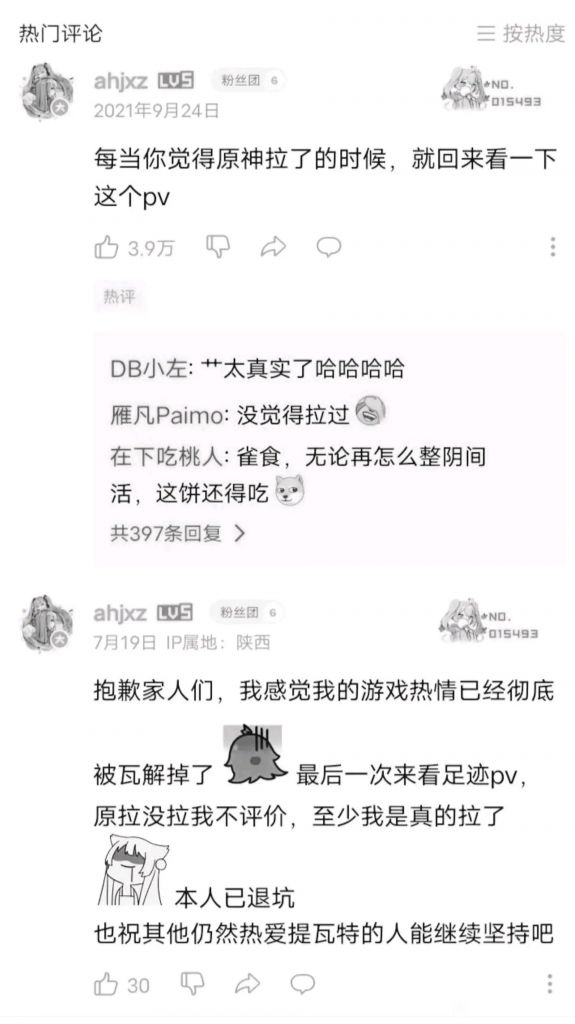 热门评论
按热度
ahjxz LV5 粉丝团 6
NO.
015493
2021年9月24日
每当你觉得原神拉了的时候，就回来看一下
这个pv
3.9万
热评
DB小左: 艹太真实了哈哈哈哈
雁凡Paimo: 没觉得拉过
在下吃桃人: 雀食，无论再怎么整阴间
活，这饼还得吃
共397条回复
ahjxz LV5 粉丝团 6
NO.
015493
7月19日 IP属地：陕西
抱歉家人们，我感觉我的游戏热情已经彻底
被瓦解掉了 最后一次来看足迹pv，
原拉没拉我不评价，至少我是真的拉了
本人已退坑
也祝其他仍然热爱提瓦特的人能继续坚持吧
30